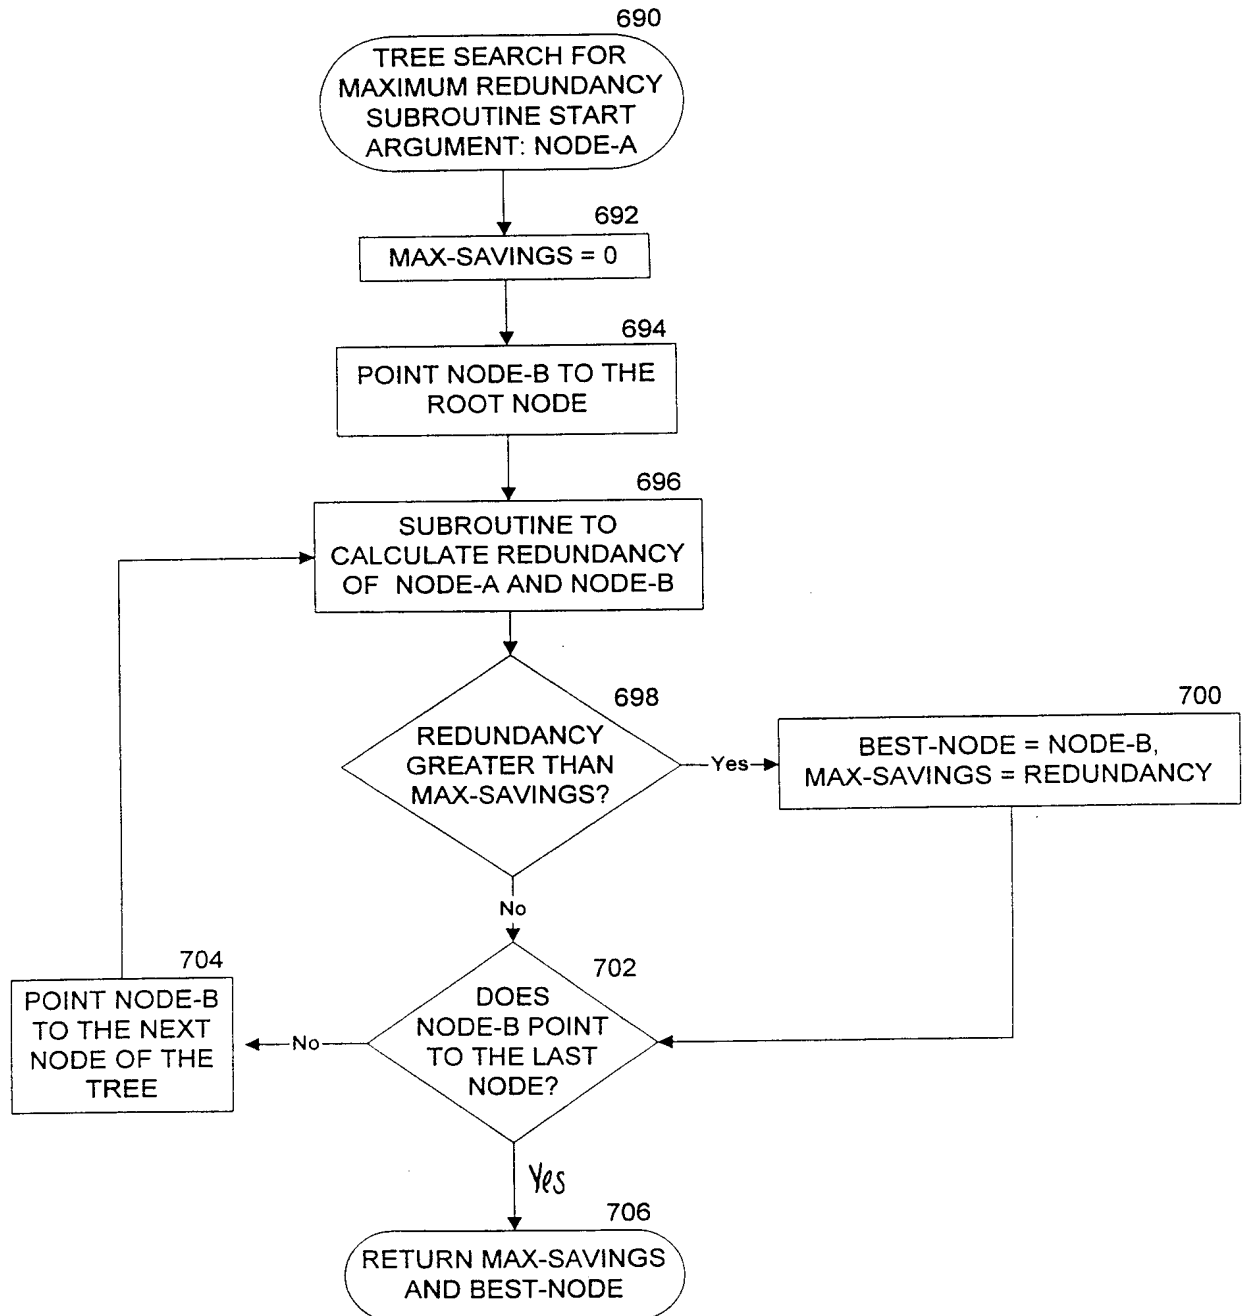 690
TREE SEARCH FOR
MAXIMUM REDUNDANCY
SUBROUTINE START
ARGUMENT: NODE-A
692
MAX-SAVINGS = 0
694
POINT NODE-B TO THE
ROOT NODE
696
SUBROUTINE TO
CALCULATE REDUNDANCY
OF NODE-A AND NODE-B
698
REDUNDANCY
GREATER THAN
MAX-SAVINGS?
Yes
700
BEST-NODE = NODE-B,
MAX-SAVINGS = REDUNDANCY
No
702
DOES
NODE-B POINT
TO THE LAST
NODE?
No
704
POINT NODE-B
TO THE NEXT
NODE OF THE
TREE
Yes
706
RETURN MAX-SAVINGS
AND BEST-NODE